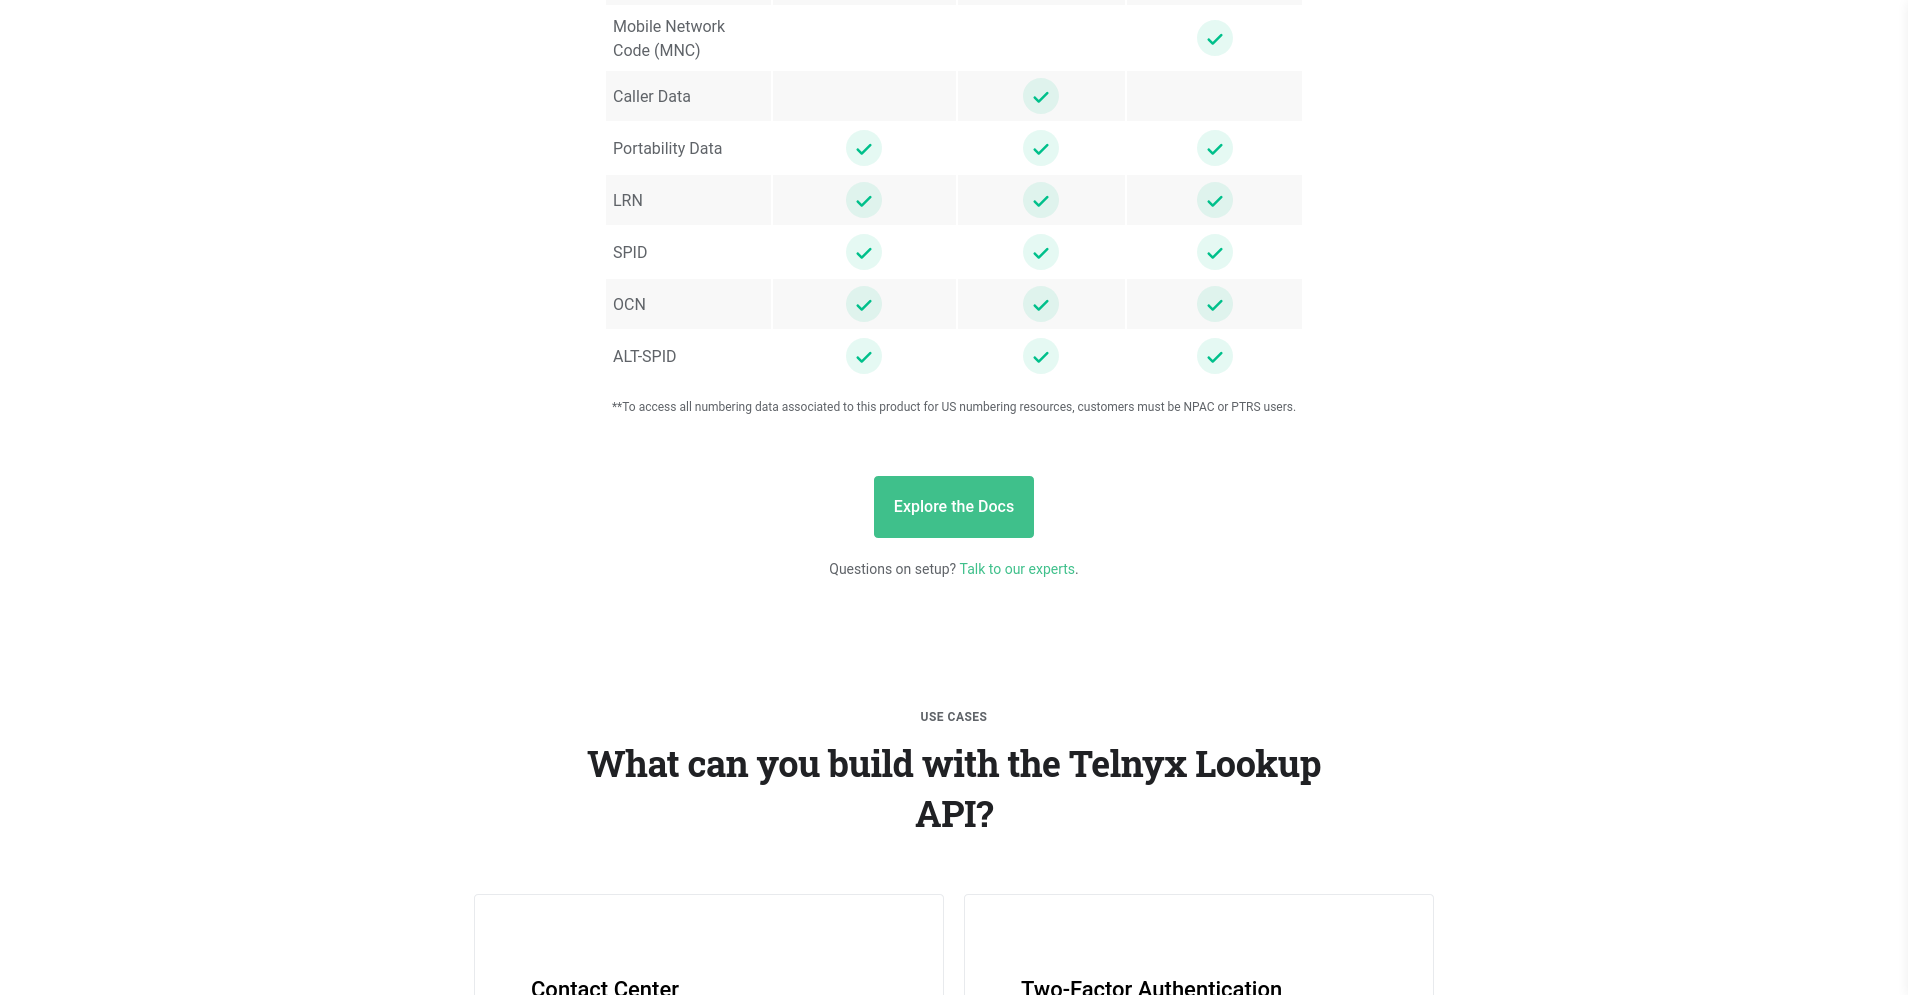 Mobile Network
Code (MNC)
Caller Data
Portability Data
LRN
SPID
OCN
ALT-SPID
**To access all numbering data associated to this product for US numbering resources, customers must be NPAC or PTRS users.
Explore the Docs
Questions on setup? Talk to our experts.
USE CASES
What can you build with the Telnyx Lookup
API?
Contact Center
Two-Factor Authentication